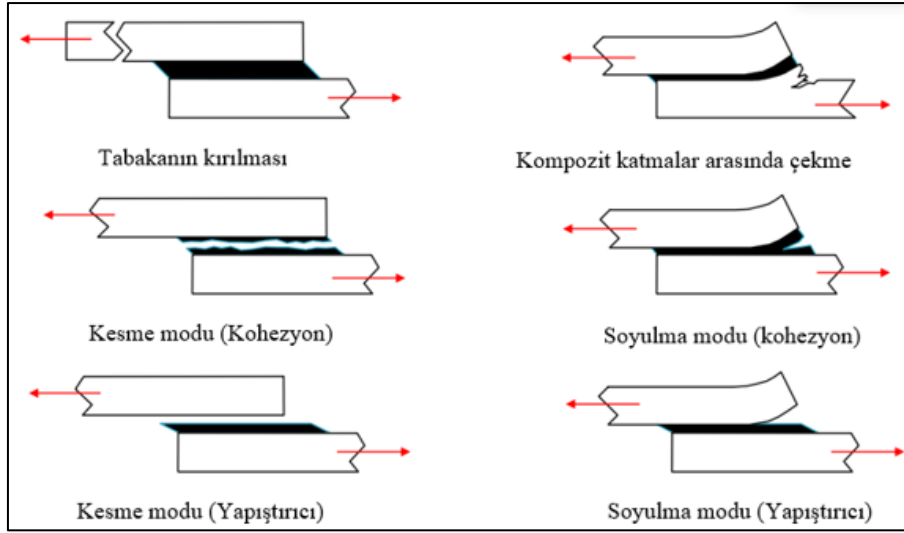 Tabakanın kırılması
Kompozit katmalar arasında çekme
Kesme modu (Kohezyon)
Soyulma modu (kohezyon)
Kesme modu (Yapıştırıcı)
Soyulma modu (Yapıştırıcı)